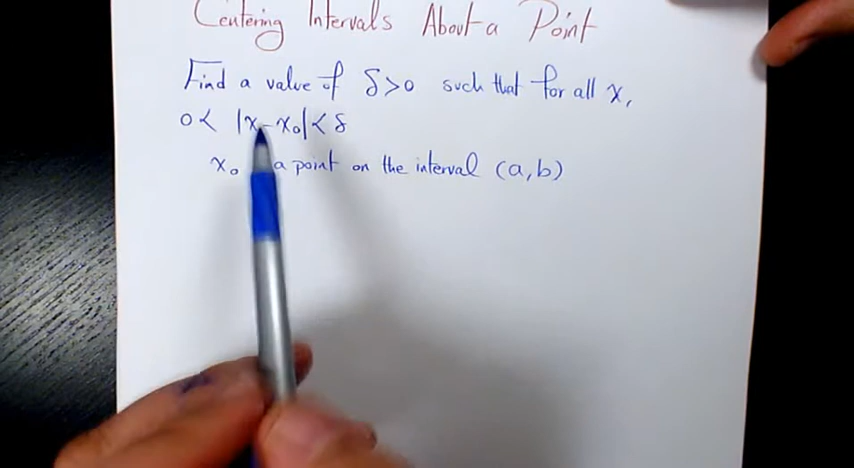 Centering Intervals About a Point
Find a value of δ>0 such that for all x,
0 < |x - x₀| < δ
x₀ a point on the interval (a,b)